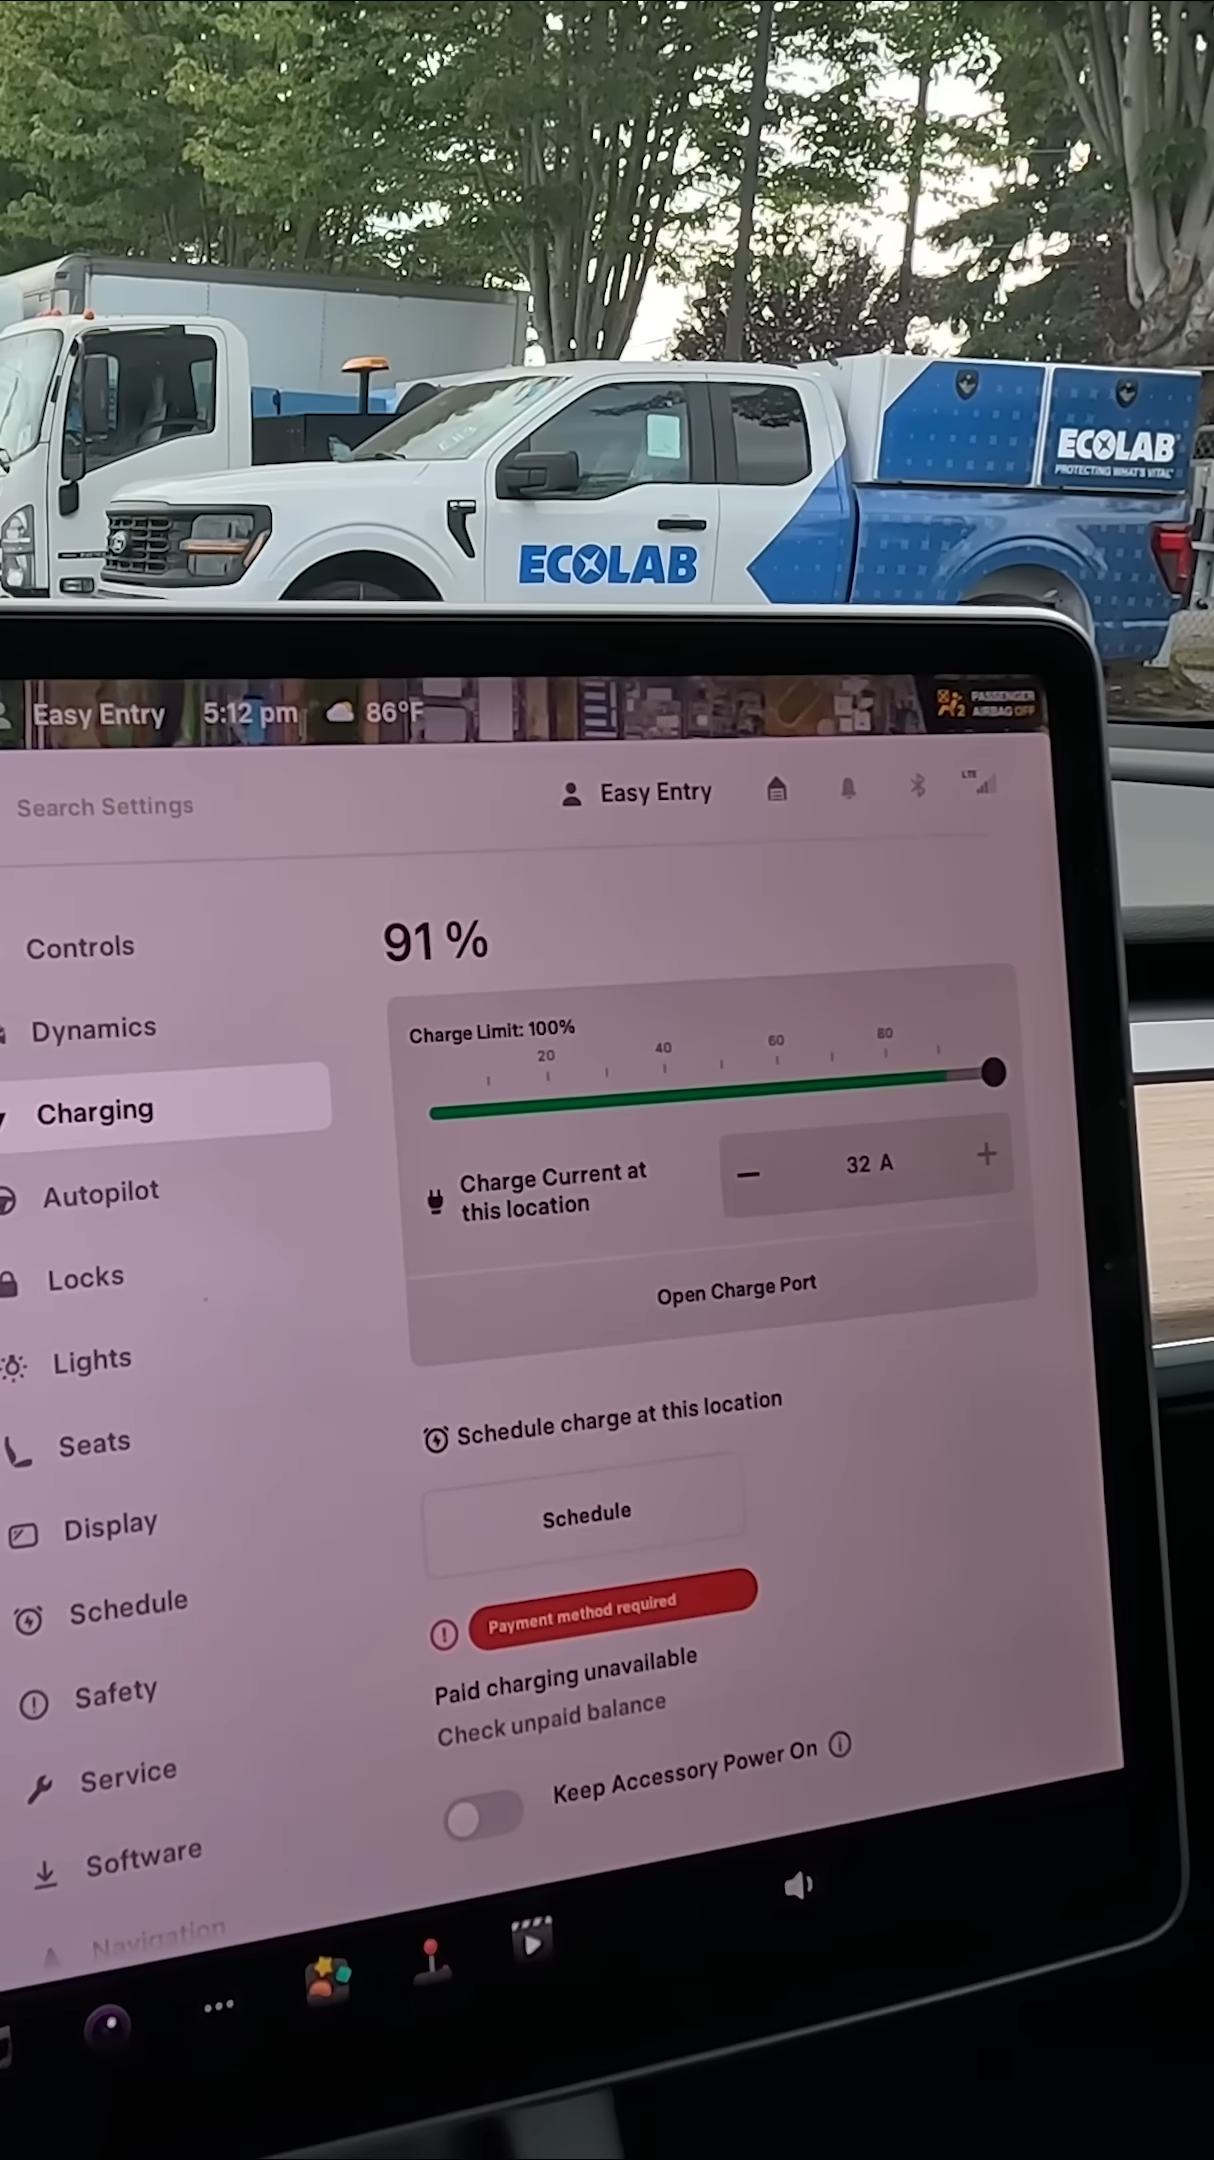 ECOLAB
PROTECTING WHAT'S VITAL
ECOLAB
Easy Entry 5:12 pm 86°F
PASSENGER
AIRBAG OFF
Search Settings
Easy Entry
LTE
Controls
Dynamics
Charging
Autopilot
Locks
Lights
Seats
Display
Schedule
Safety
Service
Software
Navigation
91 %
Charge Limit: 100%
20 40 60 80
Charge Current at
this location
32 A
Open Charge Port
Schedule charge at this location
Schedule
Payment method required
Paid charging unavailable
Check unpaid balance
Keep Accessory Power On